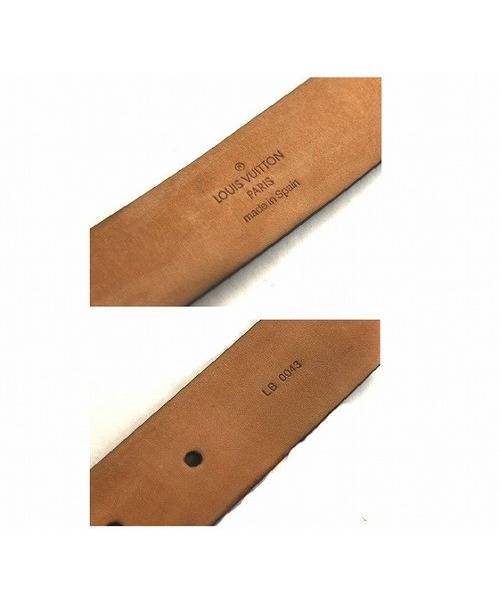 ®
LOUIS VUITTON
PARIS
made in Spain
LB 0043